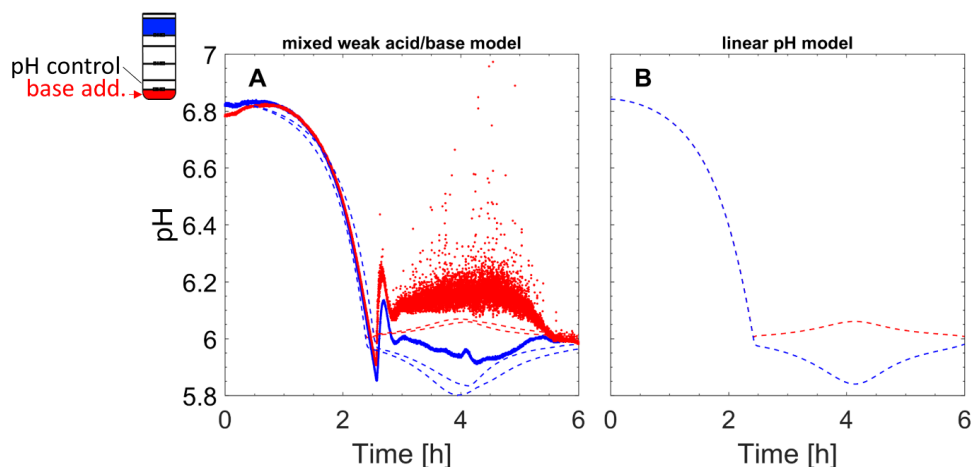 mixed weak acid/base model
linear pH model
pH control
base add.
A
B
pH
7
6.8
6.6
6.4
6.2
6
5.8
0 2 4 6
0 2 4 6
Time [h]
Time [h]